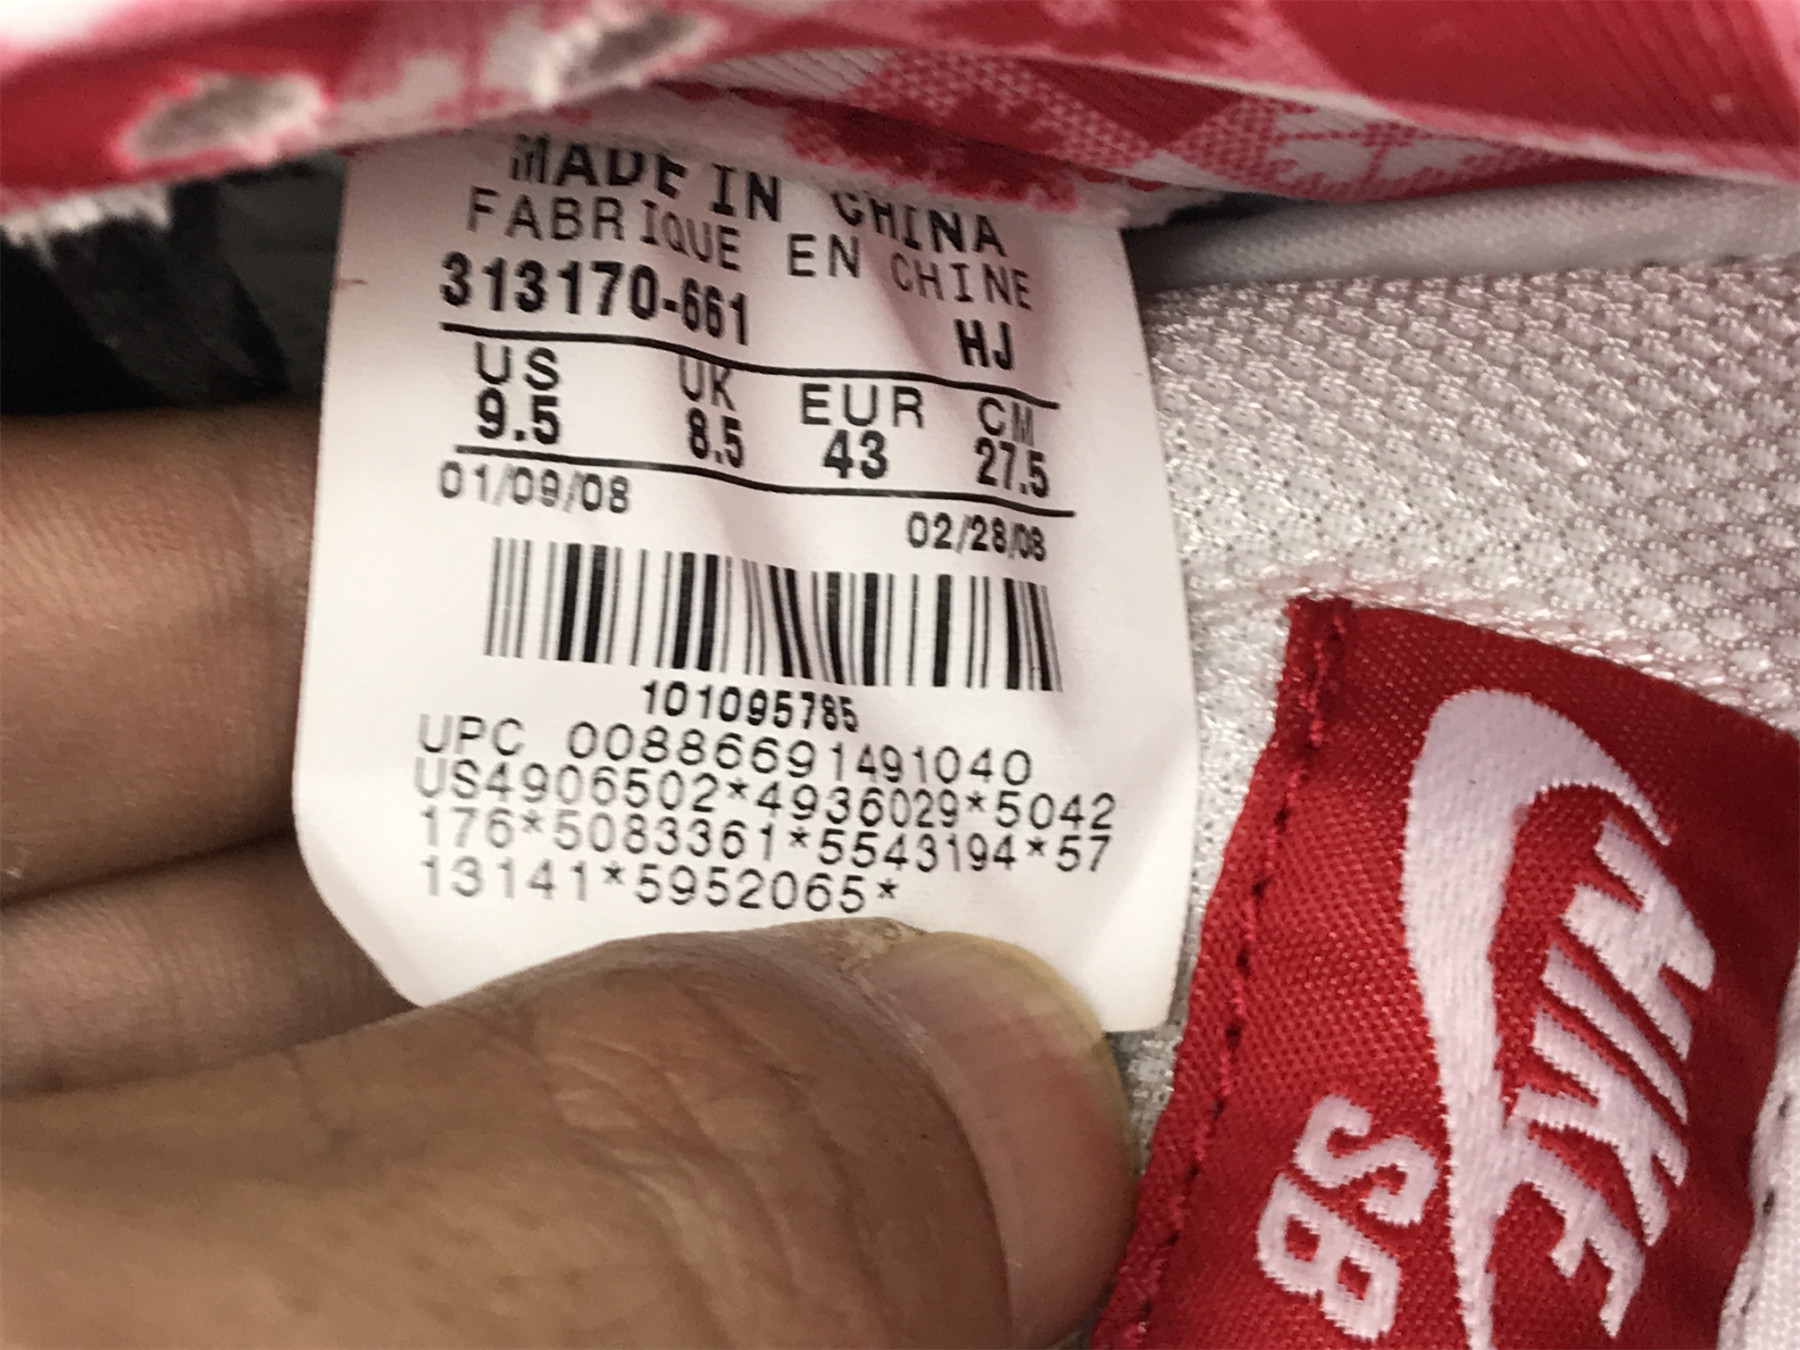 MADE IN CHINA
FABRIQUE EN CHINE
313170-661 HJ
US UK EUR CM
9.5 8.5 43 27.5
01/09/08 02/28/08
101095785
UPC 00886691491040
US4906502*4936029*5042
176*5083361*5543194*57
13141*5952065*
NIKE
SB